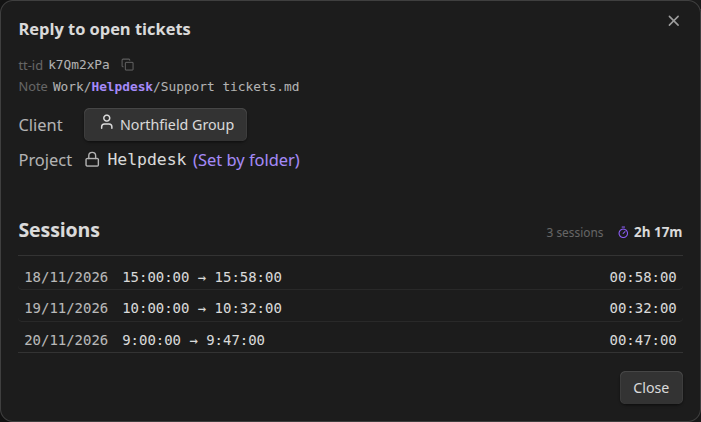 Reply to open tickets
tt-id k7Qm2xPa
Note Work/Helpdesk/Support tickets.md
Client Northfield Group
Project Helpdesk (Set by folder)
Sessions 3 sessions 2h 17m
18/11/2026 15:00:00 → 15:58:00 00:58:00
19/11/2026 10:00:00 → 10:32:00 00:32:00
20/11/2026 9:00:00 → 9:47:00 00:47:00
Close